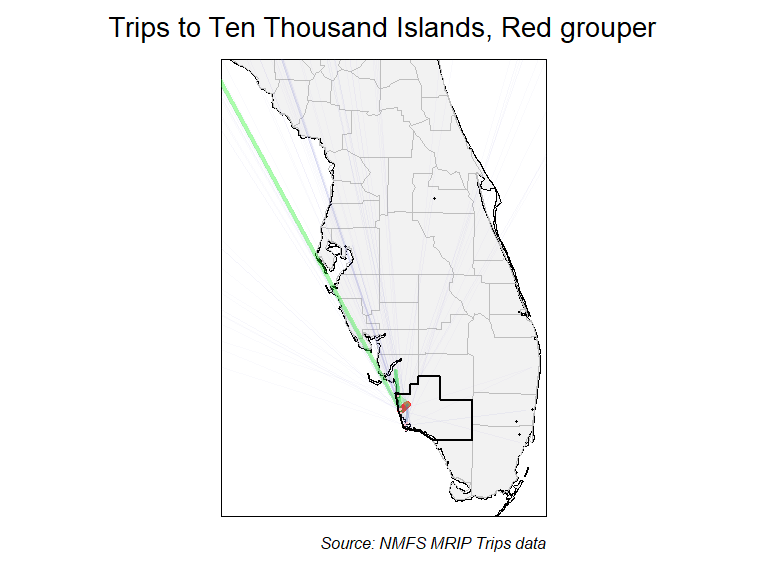 Trips to Ten Thousand Islands, Red grouper
Source: NMFS MRIP Trips data